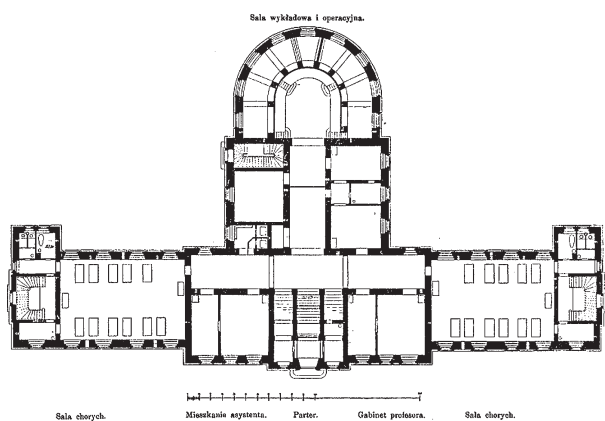 Sala wykładowa i operacyjna.
Sala chorych. Mieszkanie asystenta. Parter. Gabinet profesora. Sala chorych.